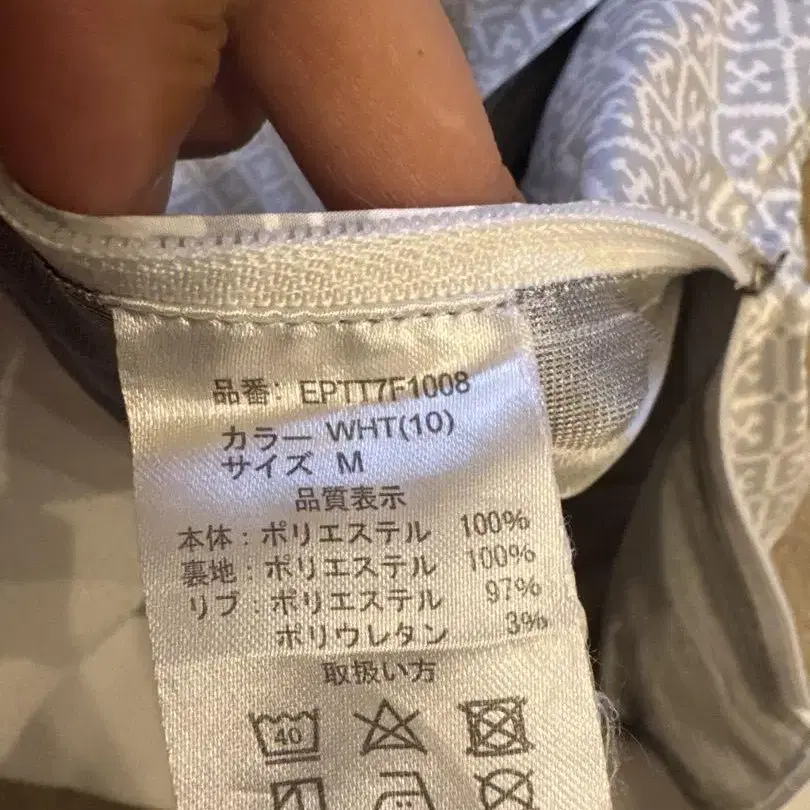 品番: EPTT7F1008
カラー WHT(10)
サイズ M
品質表示
本体：ポリエステル 100%
裏地：ポリエステル 100%
リブ：ポリエステル 97%
ポリウレタン 3%
取扱い方
40